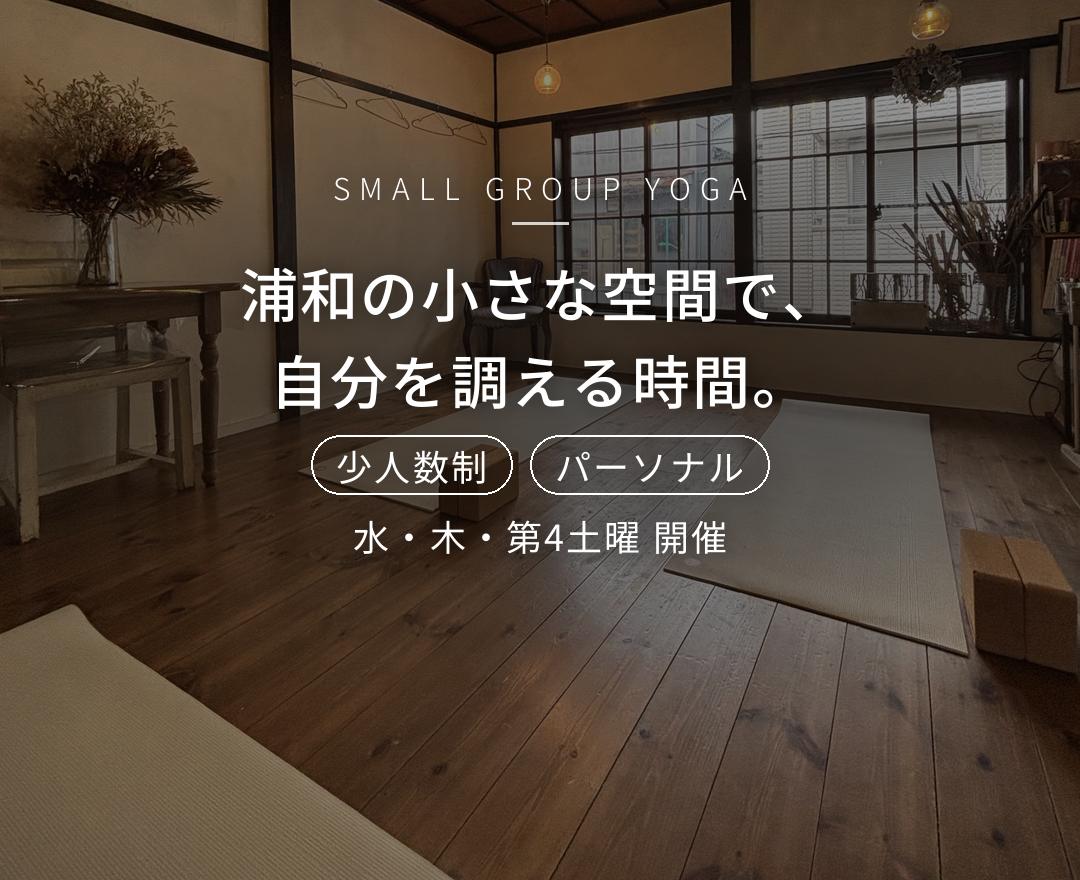 SMALL GROUP YOGA
浦和の小さな空間で、
自分を調える時間。
少人数制 パーソナル
水・木・第4土曜 開催